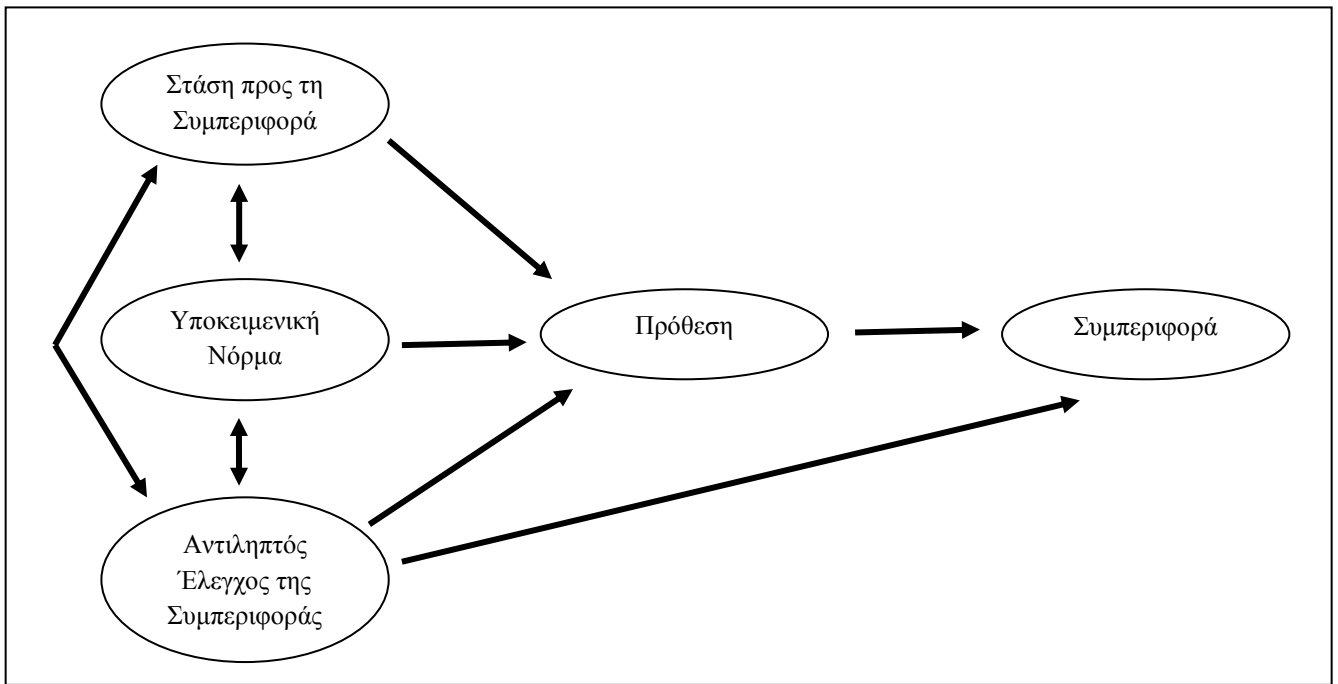 Στάση προς τη
Συμπεριφορά
Υποκειμενική
Νόρμα
Πρόθεση
Συμπεριφορά
Αντιληπτός
Έλεγχος της
Συμπεριφοράς